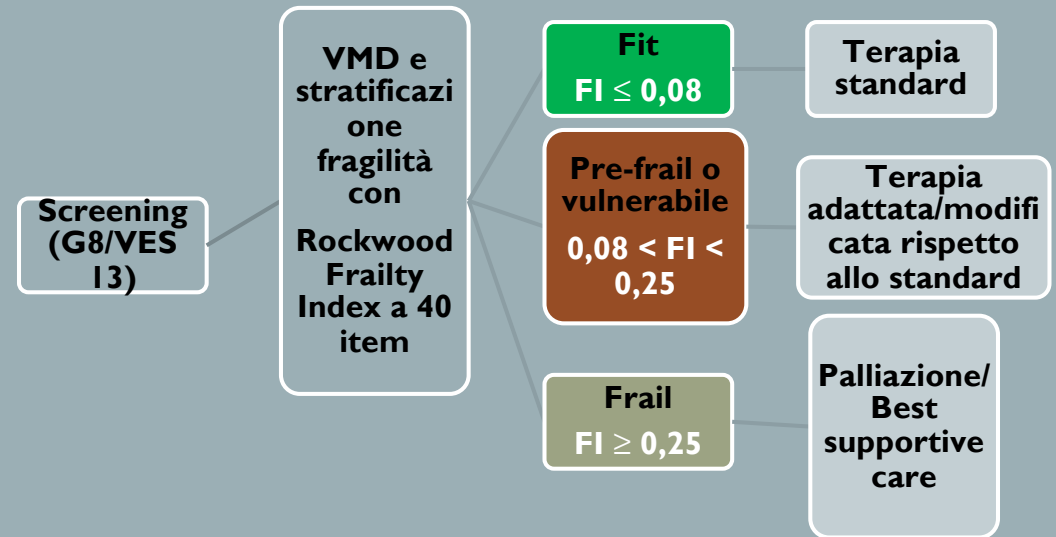 Screening
(G8/VES
13)
VMD e
stratificazi
one
fragilità
con
Rockwood
Frailty
Index a 40
item
Fit
FI ≤ 0,08
Terapia
standard
Pre-frail o
vulnerabile
0,08 < FI <
0,25
Terapia
adattata/modifi
cata rispetto
allo standard
Frail
FI ≥ 0,25
Palliazione/
Best
supportive
care